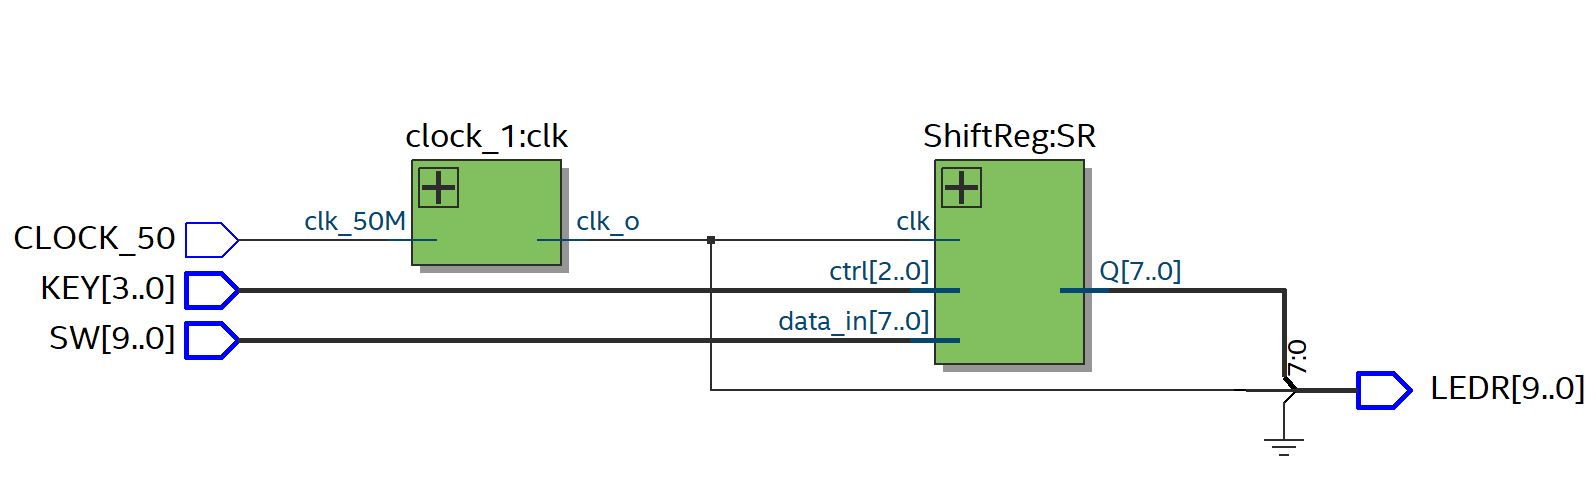 clock_1:clk
ShiftReg:SR
CLOCK_50
clk_50M
clk_o
clk
KEY[3..0]
ctrl[2..0]
Q[7..0]
SW[9..0]
data_in[7..0]
7:0
LEDR[9..0]